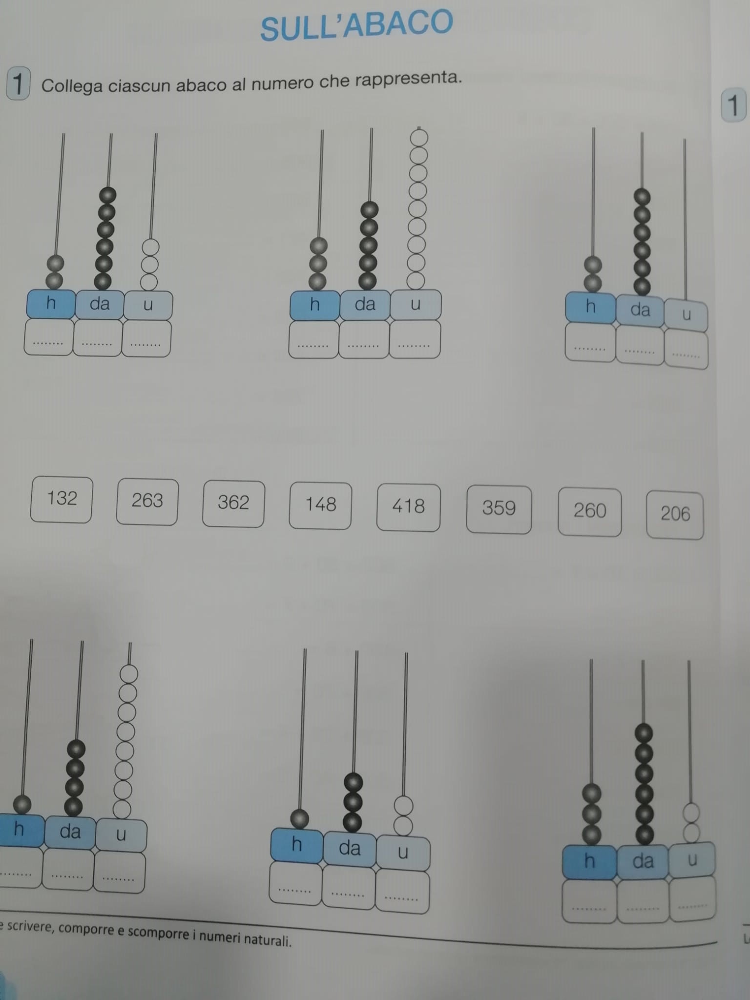 SULL'ABACO
1 Collega ciascun abaco al numero che rappresenta.
1
h da u
........ ........ ........
h da u
........ ........ ........
h da u
........ ........ ........
132 263 362 148 418 359 260 206
h da u
........ ........ ........
h da u
........ ........ ........
h da u
........ ........ ........
e scrivere, comporre e scomporre i numeri naturali.